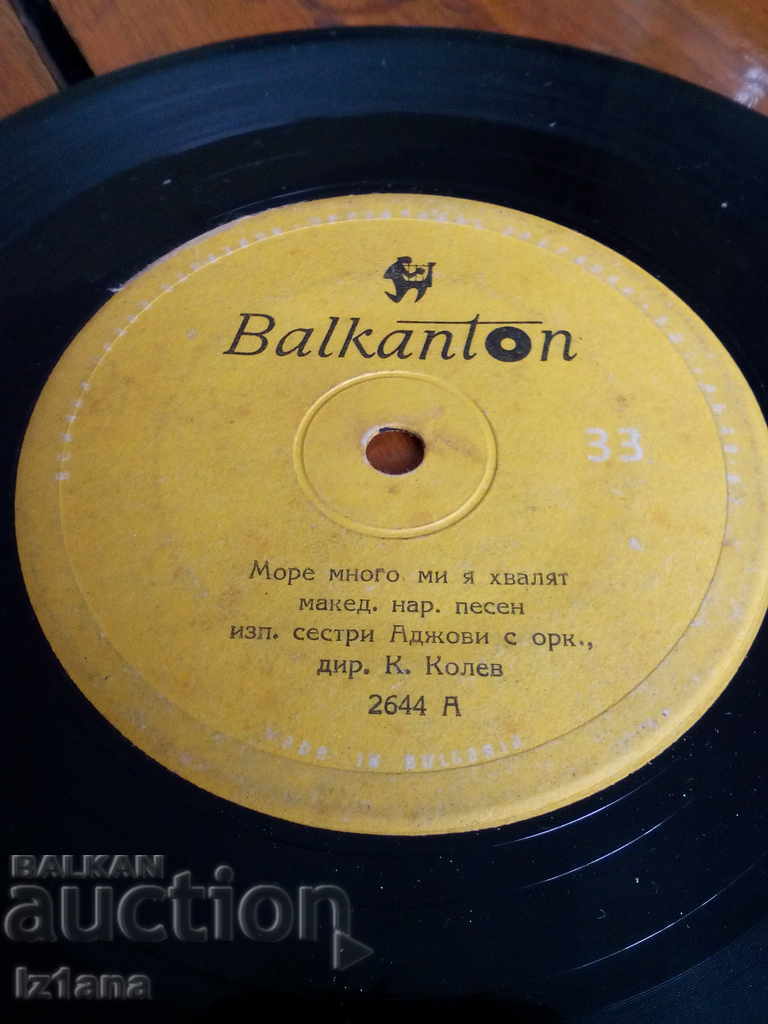 Balkanton
33
Море много ми я хвалят
макед. нар. песен
изп. сестри Аджови с орк.,
дир. К. Колев
2644 А
MADE IN BULGARIA
BALKAN
auction
Iz1ana